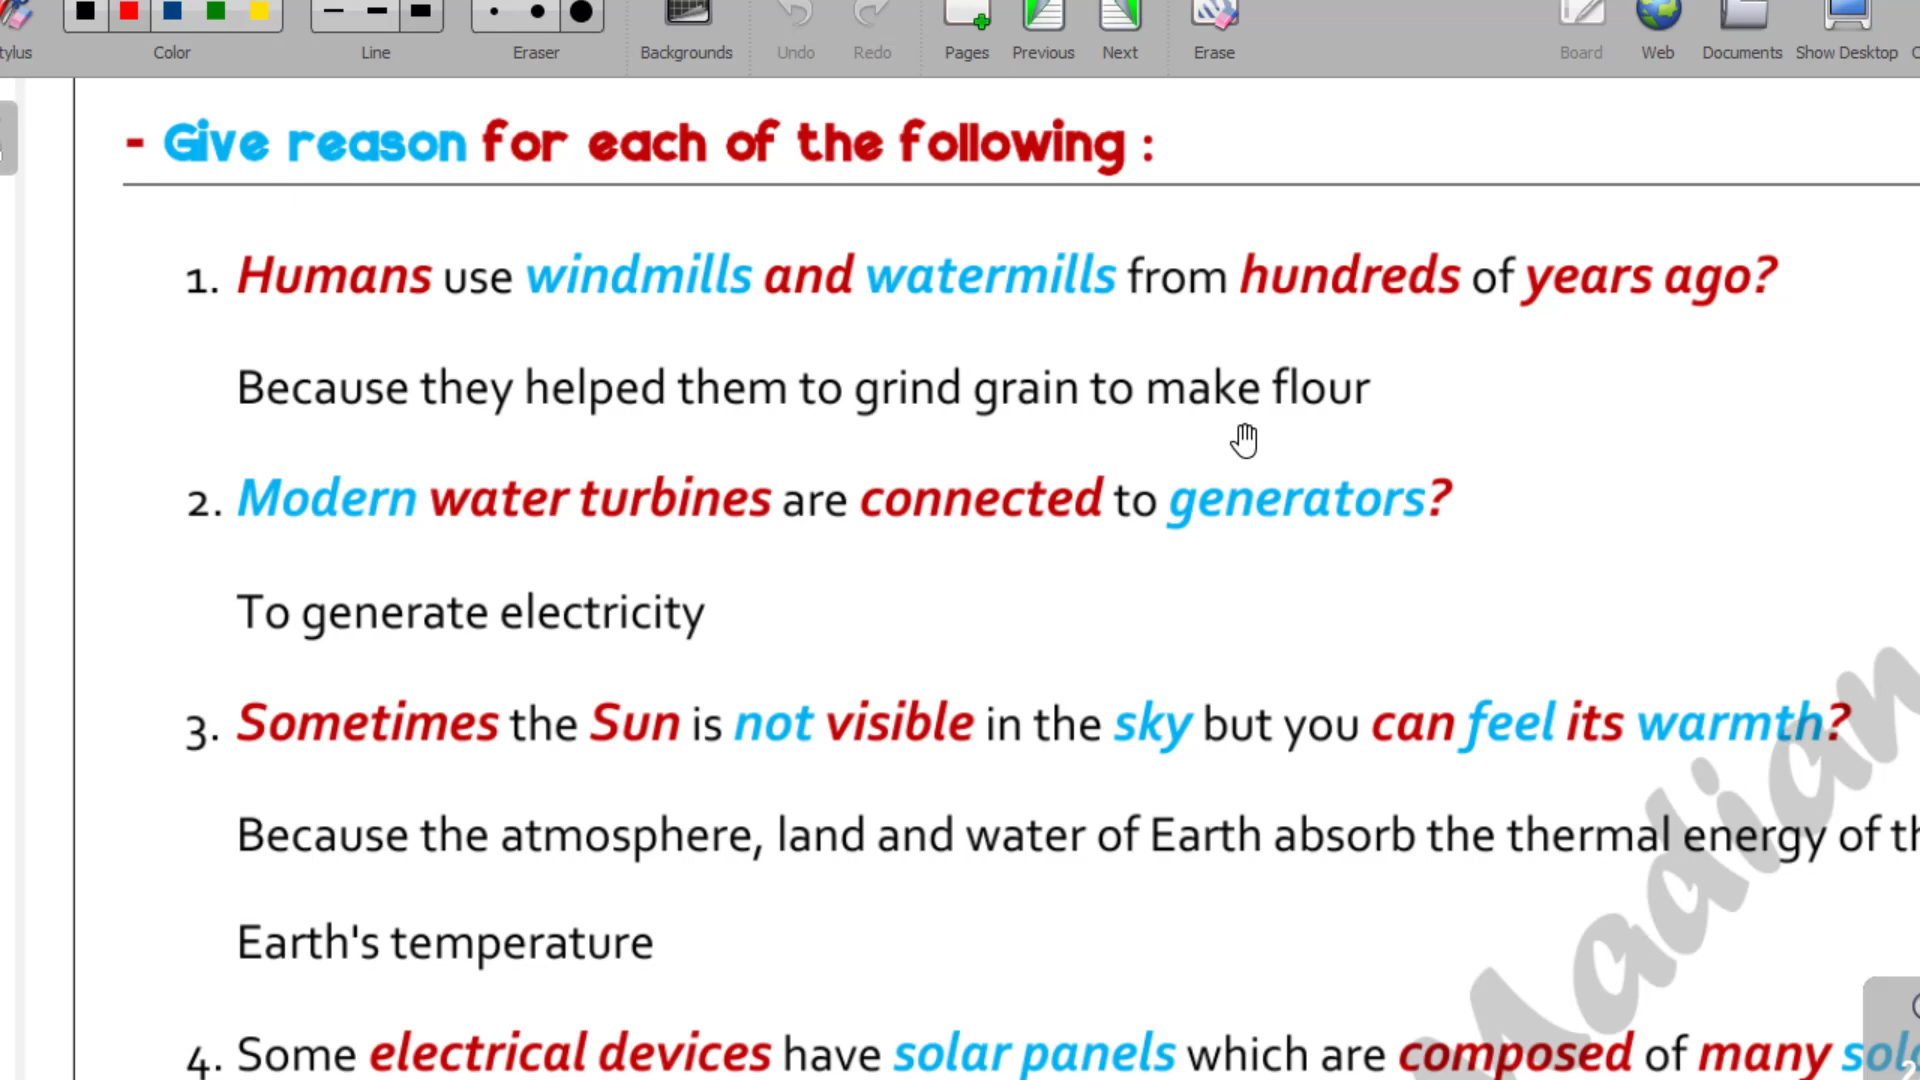 Color
Line
Eraser
Backgrounds
Undo
Redo
Pages
Previous
Next
Erase
Board
Web
Documents
Show Desktop
- Give reason for each of the following :
1. Humans use windmills and watermills from hundreds of years ago?
Because they helped them to grind grain to make flour
2. Modern water turbines are connected to generators?
To generate electricity
3. Sometimes the Sun is not visible in the sky but you can feel its warmth?
Because the atmosphere, land and water of Earth absorb the thermal energy of
Earth's temperature
4. Some electrical devices have solar panels which are composed of many
Madian